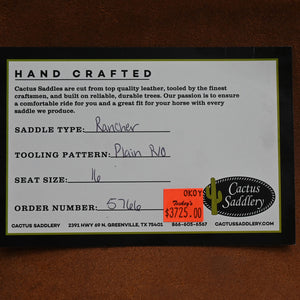 HAND CRAFTED
Cactus Saddles are cut from top quality leather, tooled by the finest
craftsmen, and built on reliable, durable trees. Our passion is to ensure
a comfortable ride for you and a great fit for your horse with every
saddle we produce.
SADDLE TYPE: Rancher
TOOLING PATTERN: Plain R/O
SEAT SIZE: 16
ORDER NUMBER: 5766
OKDY
Today's
$3725.00
Cactus
Saddlery
CACTUS SADDLERY 2391 HWY 69 N. GREENVILLE, TX 75401 866-605-6567 CACTUSSADDLERY.COM